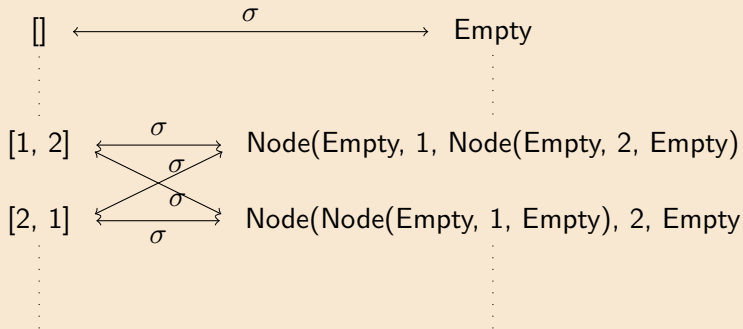 σ
[] Empty
σ
[1, 2] Node(Empty, 1, Node(Empty, 2, Empty)
σ
σ
[2, 1] Node(Node(Empty, 1, Empty), 2, Empty
σ